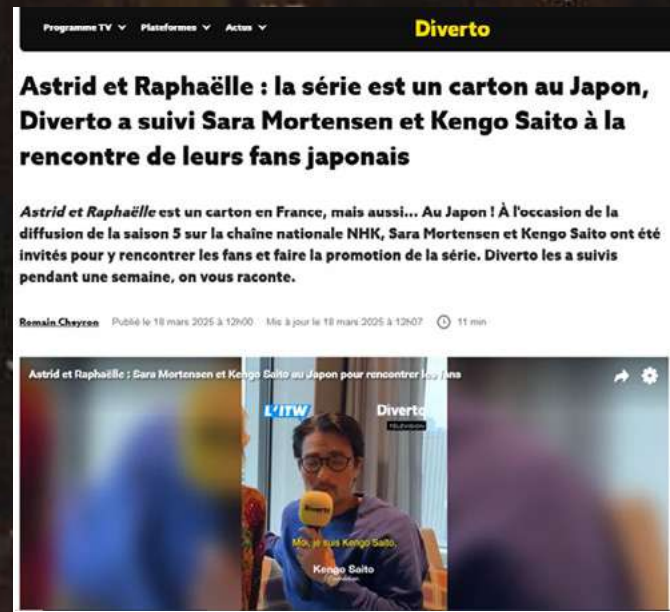 Programme TV Plateformes Actus Diverto
Astrid et Raphaëlle : la série est un carton au Japon,
Diverto a suivi Sara Mortensen et Kengo Saito à la
rencontre de leurs fans japonais
Astrid et Raphaëlle est un carton en France, mais aussi... Au Japon ! À l'occasion de la
diffusion de la saison 5 sur la chaîne nationale NHK, Sara Mortensen et Kengo Saito ont été
invités pour y rencontrer les fans et faire la promotion de la série. Diverto les a suivis
pendant une semaine, on vous raconte.
Romain Cheyron Publié le 18 mars 2025 à 12h00 Mis à jour le 18 mars 2025 à 12h07 11 min
Astrid et Raphaëlle : Sara Mortensen et Kengo Saito au Japon pour rencontrer les fans
L'ITW Diverto
TÉLÉVISION
Diverto
Moi, je suis Kengo Saito,
Kengo Saito